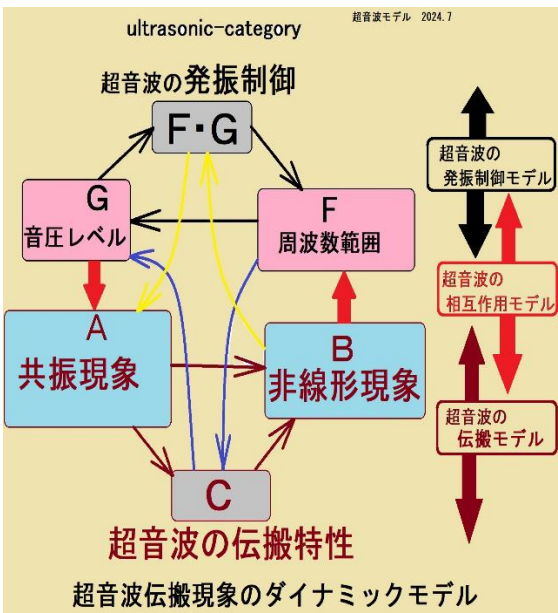 ultrasonic-category
超音波モデル 2024.7
超音波の発振制御
F・G
G
音圧レベル
F
周波数範囲
A
共振現象
B
非線形現象
C
超音波の伝搬特性
超音波伝搬現象のダイナミックモデル
超音波の
発振制御モデル
超音波の
相互作用モデル
超音波の
伝搬モデル